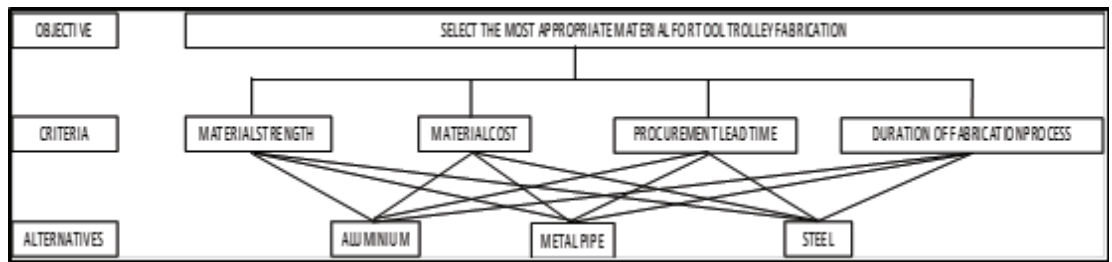 OBJECTIVE
SELECT THE MOST APPROPRIATE MATERIAL FOR TOOL TROLLEY FABRICATION
CRITERIA
MATERIAL STRENGTH
MATERIAL COST
PROCUREMENT LEAD TIME
DURATION OF FABRICATION PROCESS
ALTERNATIVES
ALUMINIUM
METAL PIPE
STEEL